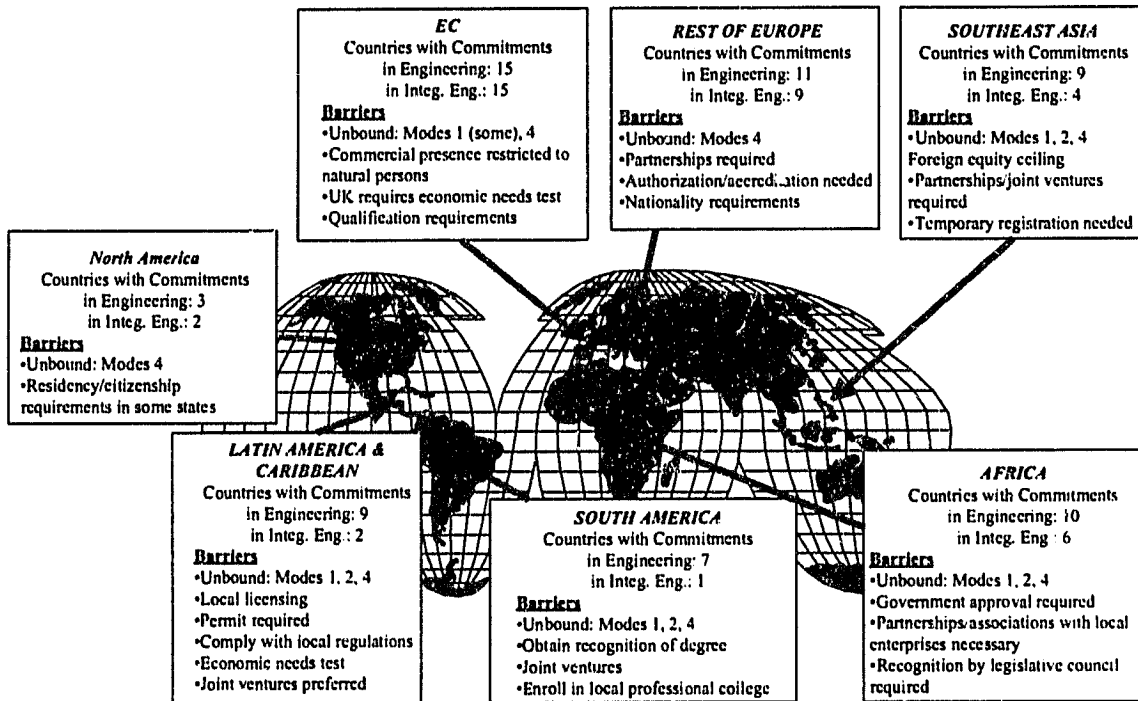 EC
Countries with Commitments
in Engineering: 15
in Integ. Eng.: 15
Barriers
•Unbound: Modes 1 (some), 4
•Commercial presence restricted to
natural persons
•UK requires economic needs test
•Qualification requirements
REST OF EUROPE
Countries with Commitments
in Engineering: 11
in Integ. Eng.: 9
Barriers
•Unbound: Modes 4
•Partnerships required
•Authorization/accreditation needed
•Nationality requirements
SOUTHEAST ASIA
Countries with Commitments
in Engineering: 9
in Integ. Eng.: 4
Barriers
•Unbound: Modes 1, 2, 4
Foreign equity ceiling
•Partnerships/joint ventures
required
•Temporary registration needed
North America
Countries with Commitments
in Engineering: 3
in Integ. Eng.: 2
Barriers
•Unbound: Modes 4
•Residency/citizenship
requirements in some states
LATIN AMERICA &
CARIBBEAN
Countries with Commitments
in Engineering: 9
in Integ. Eng.: 2
Barriers
•Unbound: Modes 1, 2, 4
•Local licensing
•Permit required
•Comply with local regulations
•Economic needs test
•Joint ventures preferred
SOUTH AMERICA
Countries with Commitments
in Engineering: 7
in Integ. Eng.: 1
Barriers
•Unbound: Modes 1, 2, 4
•Obtain recognition of degree
•Joint ventures
•Enroll in local professional college
AFRICA
Countries with Commitments
in Engineering: 10
in Integ. Eng : 6
Barriers
•Unbound: Modes 1, 2, 4
•Government approval required
•Partnerships/associations with local
enterprises necessary
•Recognition by legislative council
required